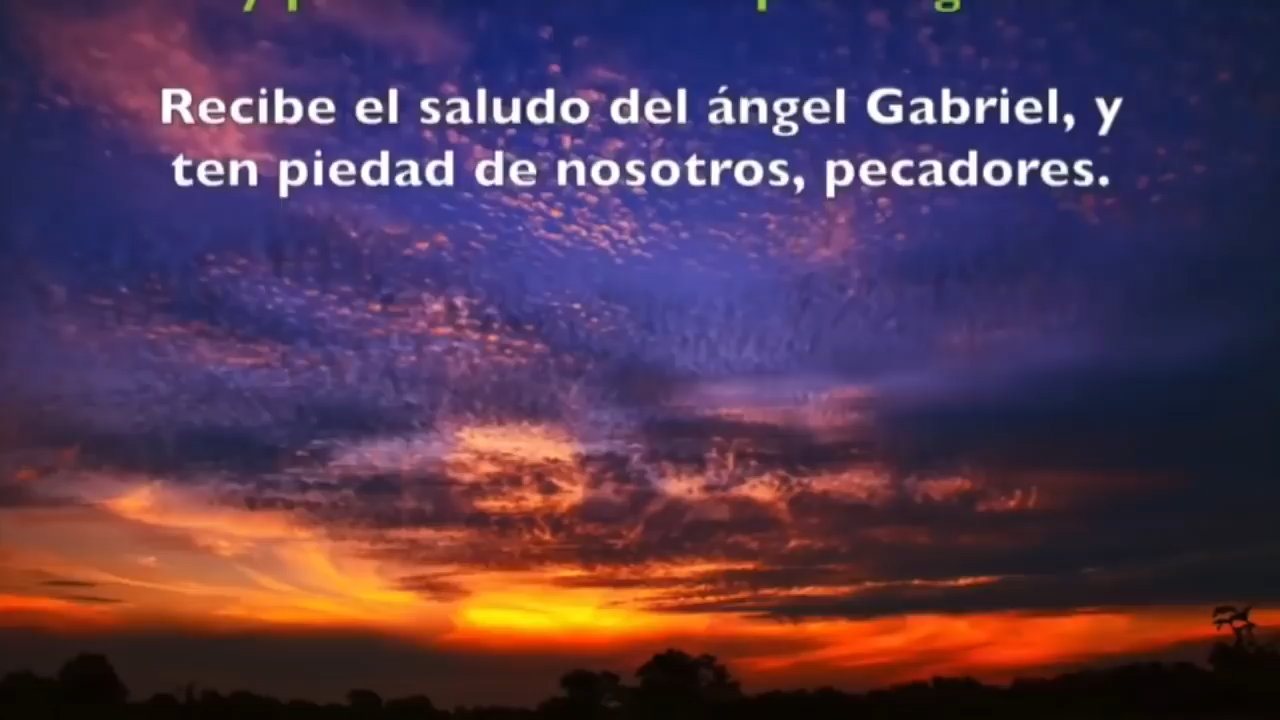 Recibe el saludo del ángel Gabriel, y
ten piedad de nosotros, pecadores.